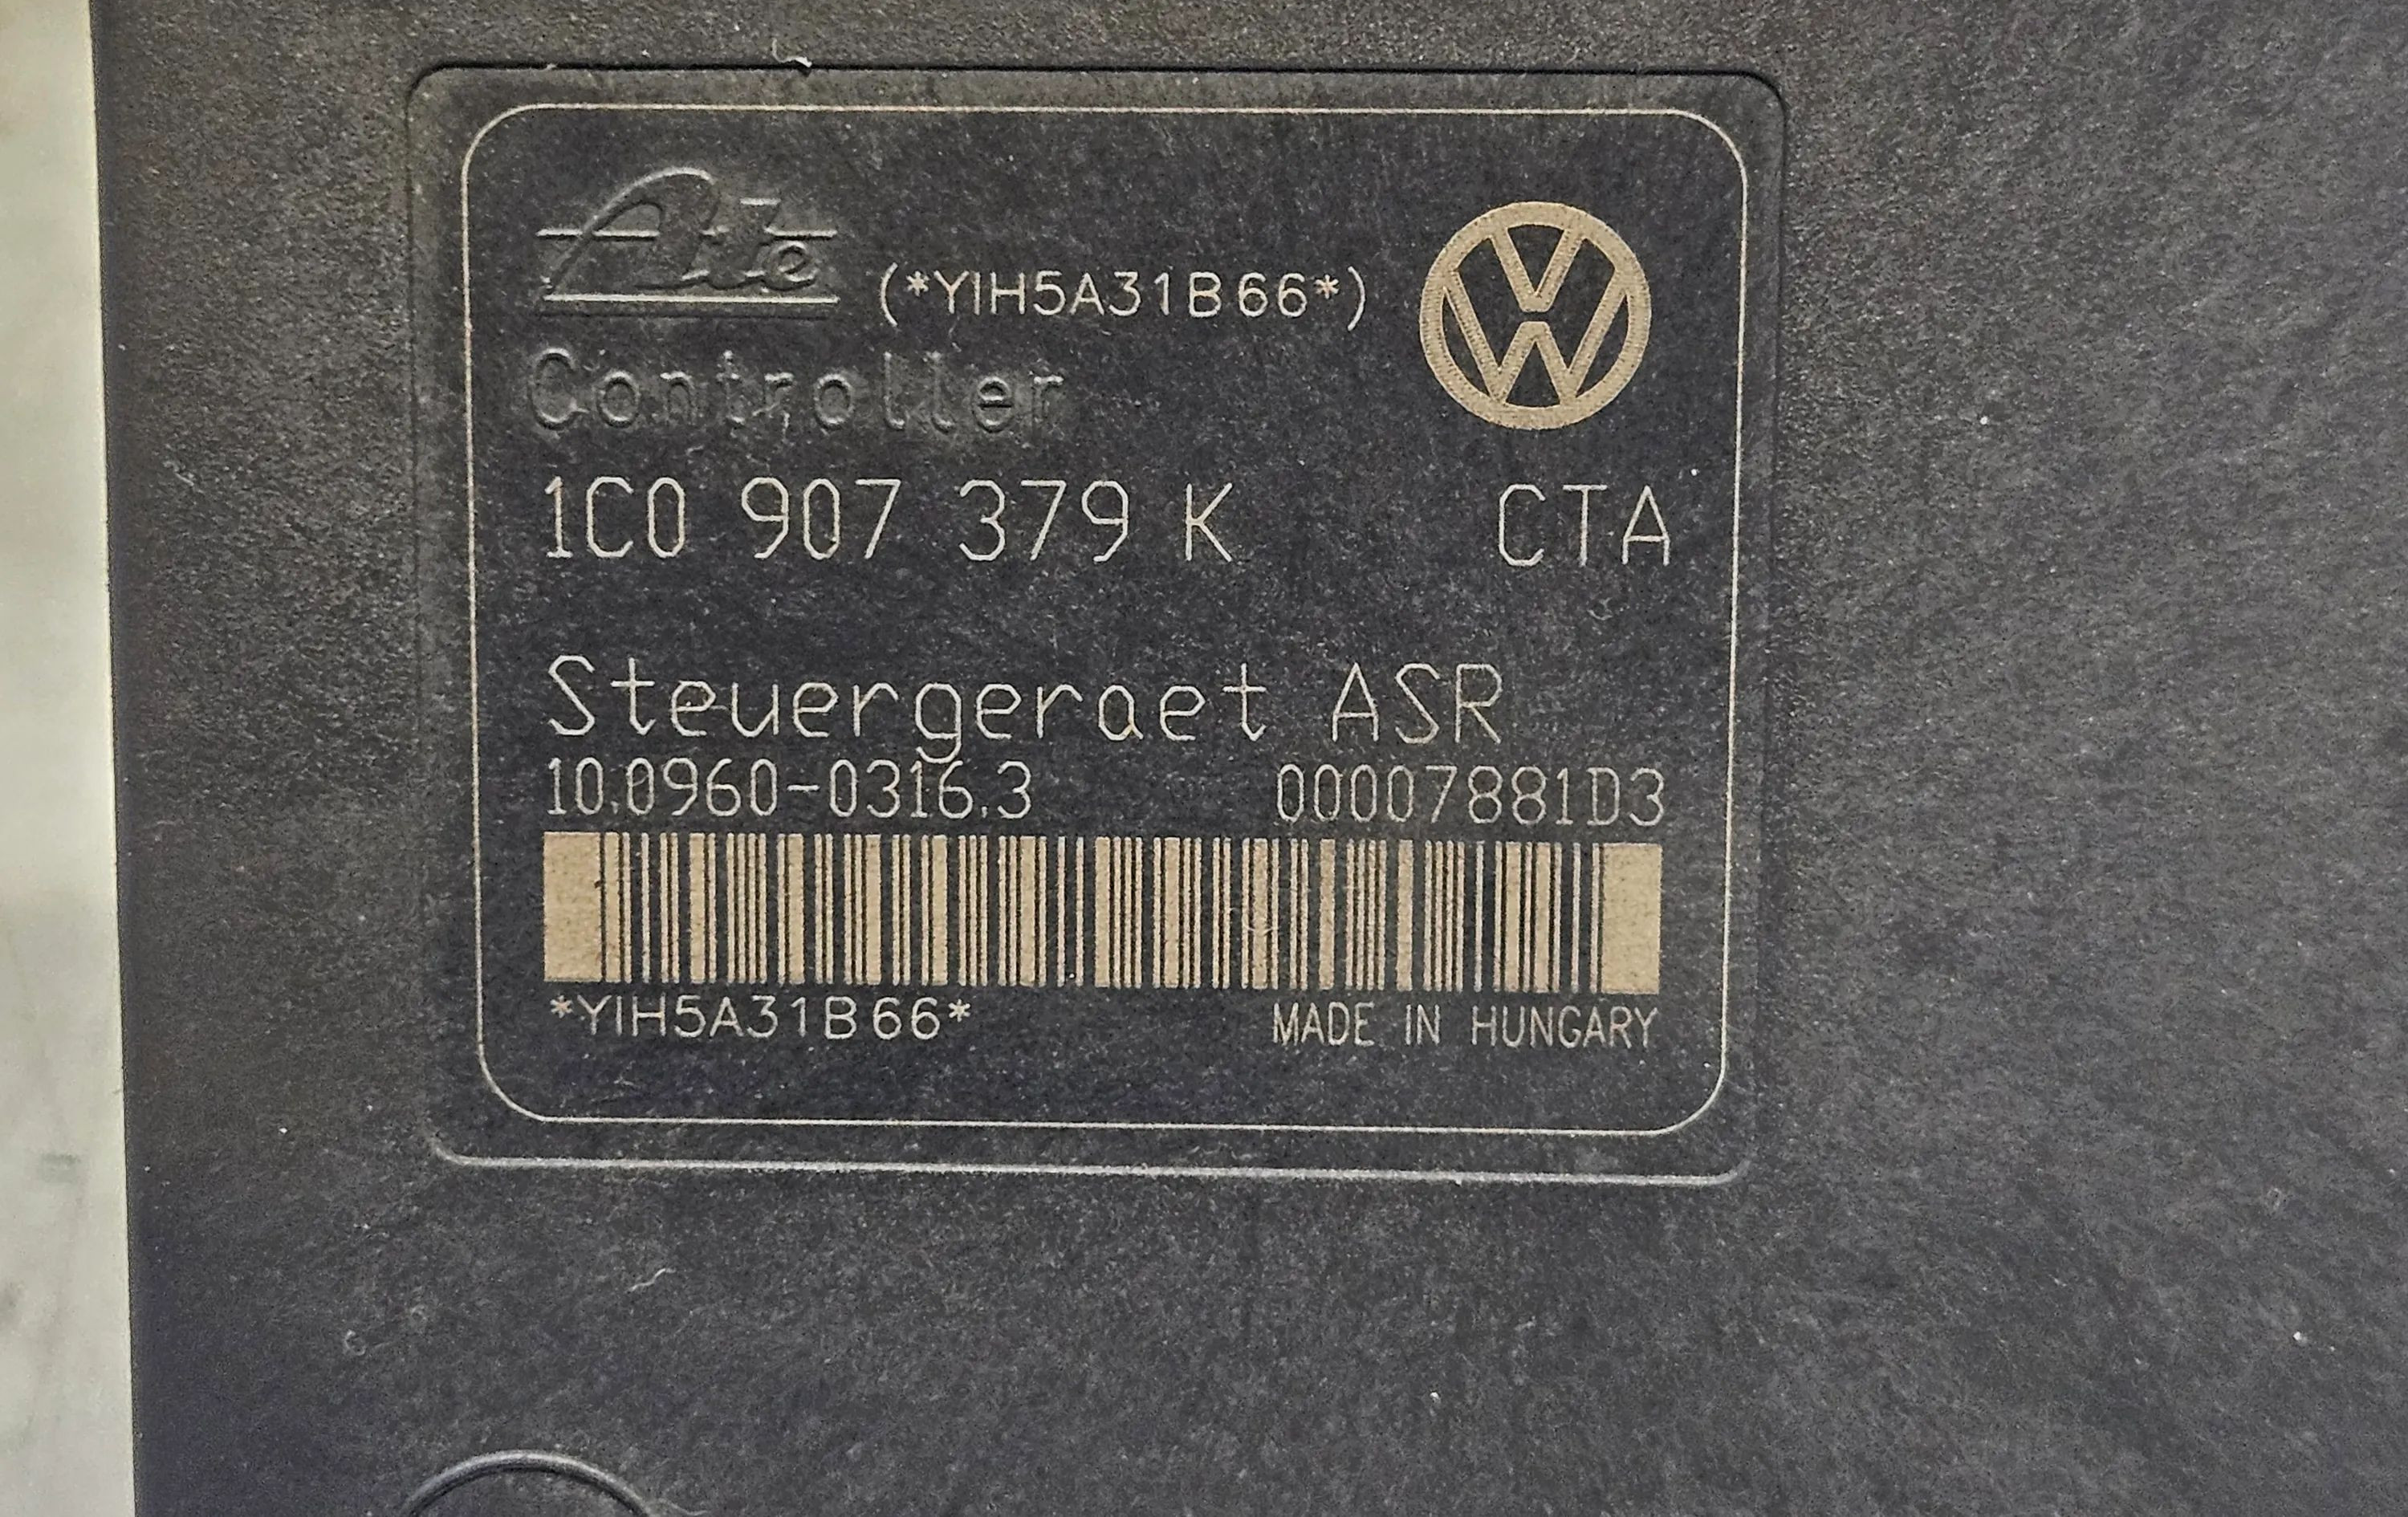 Ate (*YIH5A31B66*)
Controller
1C0 907 379 K CTA
Steuergeraet ASR
10.0960-0316.3 00007881D3
*YIH5A31B66* MADE IN HUNGARY